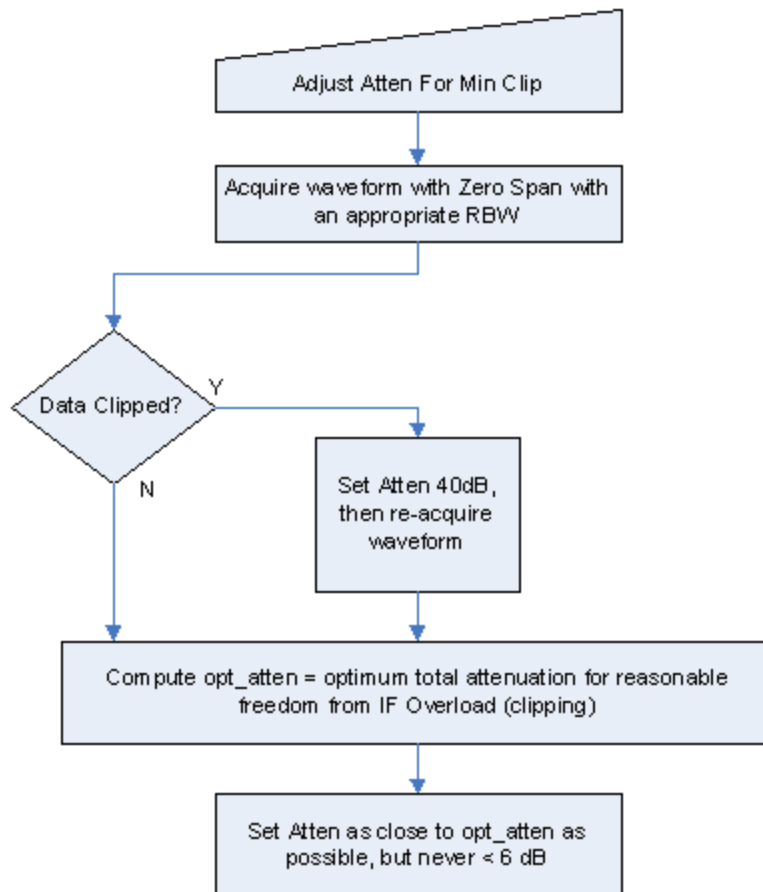 Adjust Atten For Min Clip
Acquire waveform with Zero Span with
an appropriate RBW
Data Clipped?
Y
N
Set Atten 40dB,
then re-acquire
waveform
Compute opt_atten = optimum total attenuation for reasonable
freedom from IF Overload (clipping)
Set Atten as close to opt_atten as
possible, but never < 6 dB